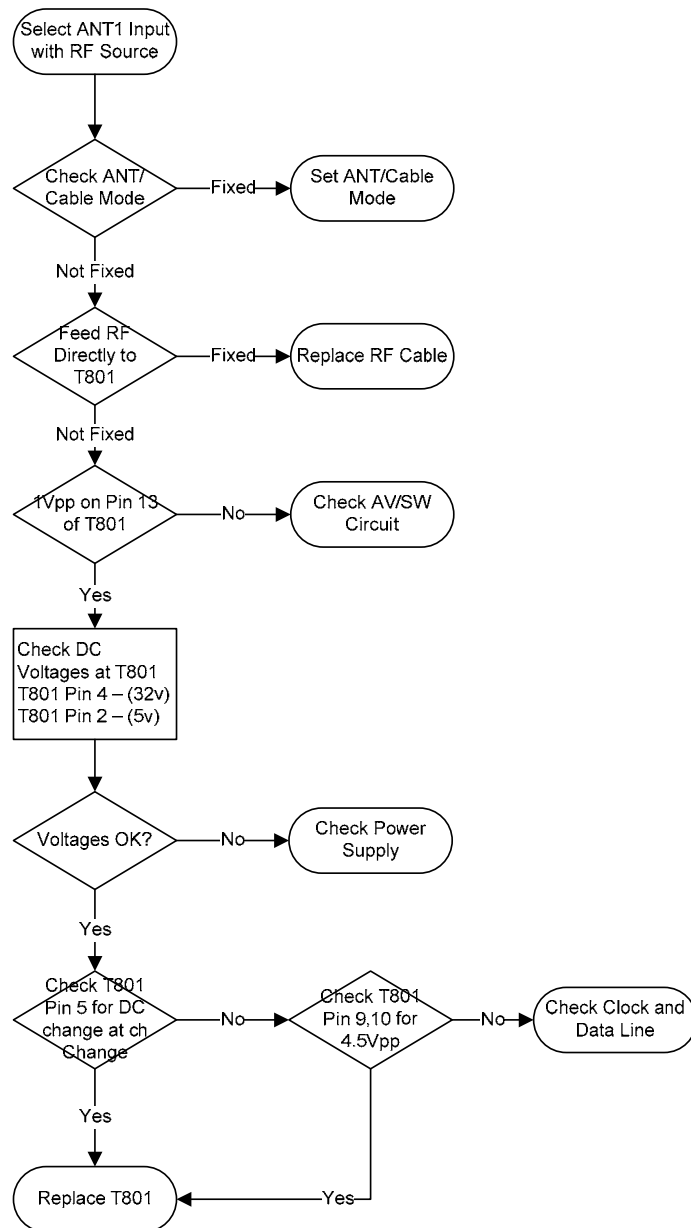 Select ANT1 Input
with RF Source
Check ANT/
Cable Mode
Fixed
Set ANT/Cable
Mode
Not Fixed
Feed RF
Directly to
T801
Fixed
Replace RF Cable
Not Fixed
1Vpp on Pin 13
of T801
No
Check AV/SW
Circuit
Yes
Check DC
Voltages at T801
T801 Pin 4 – (32v)
T801 Pin 2 – (5v)
Voltages OK?
No
Check Power
Supply
Yes
Check T801
Pin 5 for DC
change at ch
Change
No
Check T801
Pin 9,10 for
4.5Vpp
No
Check Clock and
Data Line
Yes
Replace T801
Yes